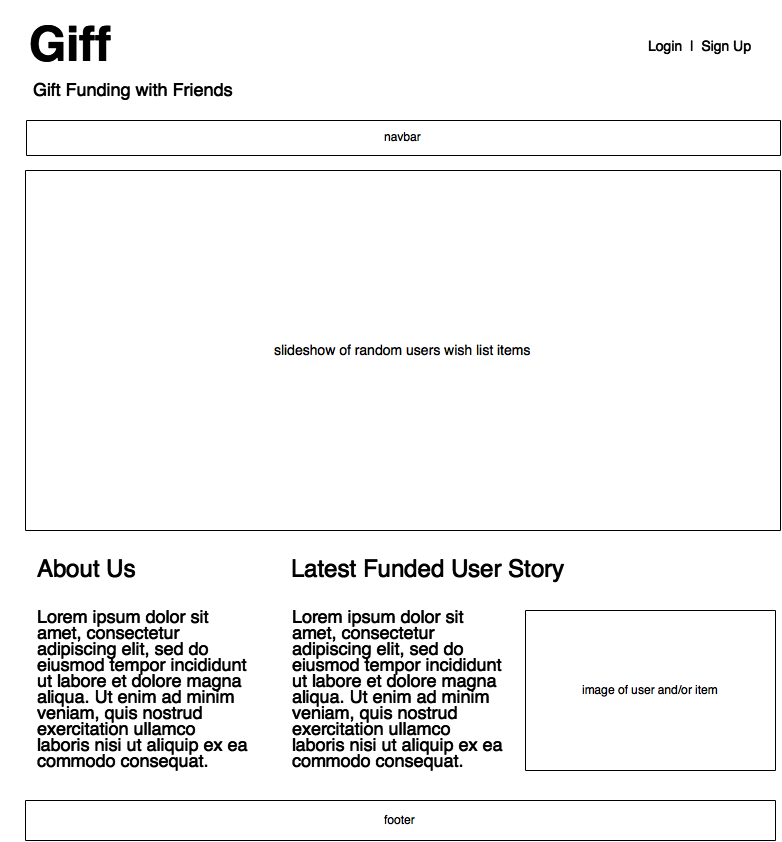 Giff
Login | Sign Up
Gift Funding with Friends
navbar
slideshow of random users wish list items
About Us
Lorem ipsum dolor sit
amet, consectetur
adipiscing elit, sed do
eiusmod tempor incididunt
ut labore et dolore magna
aliqua. Ut enim ad minim
veniam, quis nostrud
exercitation ullamco
laboris nisi ut aliquip ex ea
commodo consequat.
Latest Funded User Story
Lorem ipsum dolor sit
amet, consectetur
adipiscing elit, sed do
eiusmod tempor incididunt
ut labore et dolore magna
aliqua. Ut enim ad minim
veniam, quis nostrud
exercitation ullamco
laboris nisi ut aliquip ex ea
commodo consequat.
image of user and/or item
footer